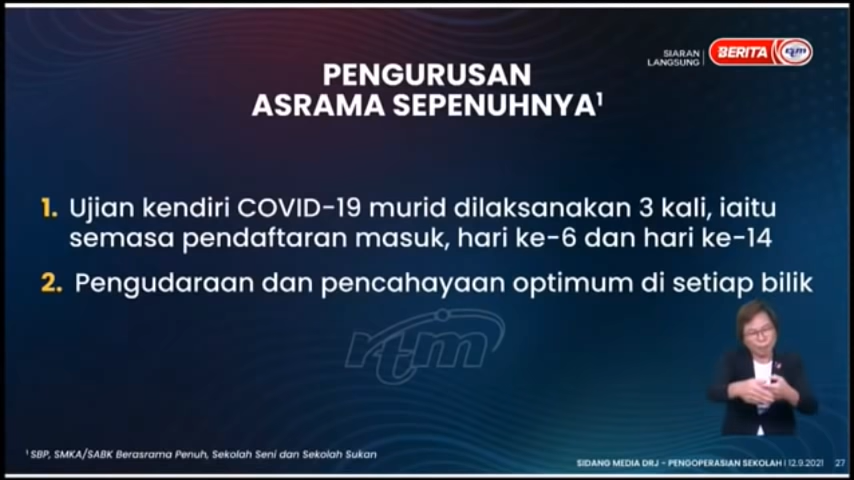 SIARAN
LANGSUNG
BERITA
rtm
PENGURUSAN
ASRAMA SEPENUHNYA¹
1. Ujian kendiri COVID-19 murid dilaksanakan 3 kali, iaitu
semasa pendaftaran masuk, hari ke-6 dan hari ke-14
2. Pengudaraan dan pencahayaan optimum di setiap bilik
rtm
¹ SBP, SMKA/SABK Berasrama Penuh, Sekolah Seni dan Sekolah Sukan
SIDANG MEDIA DRJ - PENGOPERASIAN SEKOLAH | 12.9.2021 27